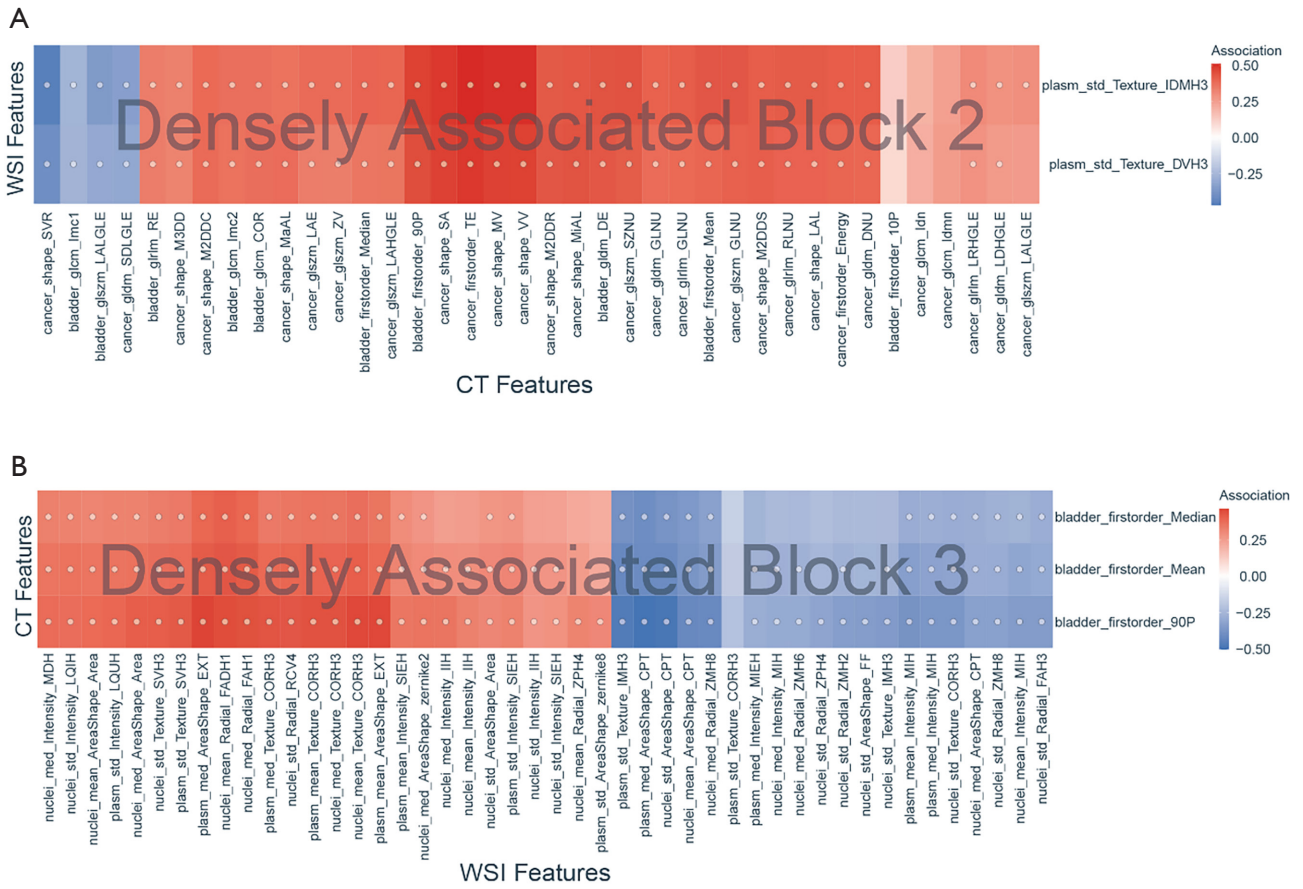 A
WSI Features
Densely Associated Block 2
plasm_std_Texture_IDMH3
plasm_std_Texture_DVH3
Association
0.50
0.25
0.00
−0.25
cancer_shape_SVR
bladder_glcm_Imc1
bladder_glszm_LALGLE
cancer_gldm_SDLGLE
bladder_glrlm_RE
cancer_shape_M3DD
cancer_shape_M2DDC
bladder_glcm_Imc2
bladder_glcm_COR
cancer_shape_MaAL
cancer_glszm_LAE
cancer_glszm_ZV
bladder_firstorder_Median
cancer_glszm_LAHGLE
bladder_firstorder_90P
cancer_shape_SA
cancer_firstorder_TE
cancer_shape_MV
cancer_shape_VV
cancer_shape_M2DDR
cancer_shape_MiAL
bladder_gldm_DE
cancer_glszm_SZNU
cancer_gldm_GLNU
cancer_glrlm_GLNU
bladder_firstorder_Mean
cancer_glszm_GLNU
cancer_shape_M2DDS
cancer_glrlm_RLNU
cancer_shape_LAL
cancer_firstorder_Energy
cancer_gldm_DNU
bladder_firstorder_10P
cancer_glcm_Idn
cancer_glcm_Idmn
cancer_glrlm_LRHGLE
cancer_gldm_LDHGLE
cancer_glszm_LALGLE
CT Features
B
CT Features
Densely Associated Block 3
bladder_firstorder_Median
bladder_firstorder_Mean
bladder_firstorder_90P
Association
0.25
0.00
−0.25
−0.50
nuclei_med_Intensity_MDH
nuclei_std_Intensity_LQIH
nuclei_mean_AreaShape_Area
plasm_std_Intensity_LQUH
nuclei_med_AreaShape_Area
nuclei_std_Texture_SVH3
plasm_std_Texture_SVH3
plasm_med_AreaShape_EXT
nuclei_mean_Radial_FADH1
nuclei_med_Radial_FAH1
plasm_med_Texture_CORH3
nuclei_std_Radial_RCV4
plasm_mean_Texture_CORH3
nuclei_med_Texture_CORH3
nuclei_mean_Texture_CORH3
plasm_mean_AreaShape_EXT
plasm_mean_Intensity_SIEH
nuclei_med_AreaShape_zernike2
nuclei_med_Intensity_IIH
nuclei_mean_Intensity_IIH
nuclei_std_AreaShape_Area
plasm_std_Intensity_SIEH
nuclei_std_Intensity_IIH
nuclei_std_Intensity_SIEH
nuclei_mean_Radial_ZPH4
plasm_std_AreaShape_zernike8
plasm_std_Texture_IMH3
plasm_med_AreaShape_CPT
nuclei_std_AreaShape_CPT
nuclei_mean_AreaShape_CPT
nuclei_med_Radial_ZMH8
plasm_std_Texture_CORH3
plasm_med_Intensity_MIEH
nuclei_med_Intensity_MIH
nuclei_med_Radial_ZMH6
nuclei_std_Radial_ZPH4
nuclei_std_Radial_ZMH2
nuclei_std_AreaShape_FF
nuclei_std_Texture_IMH3
plasm_mean_Intensity_MIH
plasm_med_Intensity_MIH
nuclei_std_Texture_CORH3
nuclei_med_AreaShape_CPT
nuclei_std_Radial_ZMH8
nuclei_mean_Intensity_MIH
nuclei_std_Radial_FAH3
WSI Features